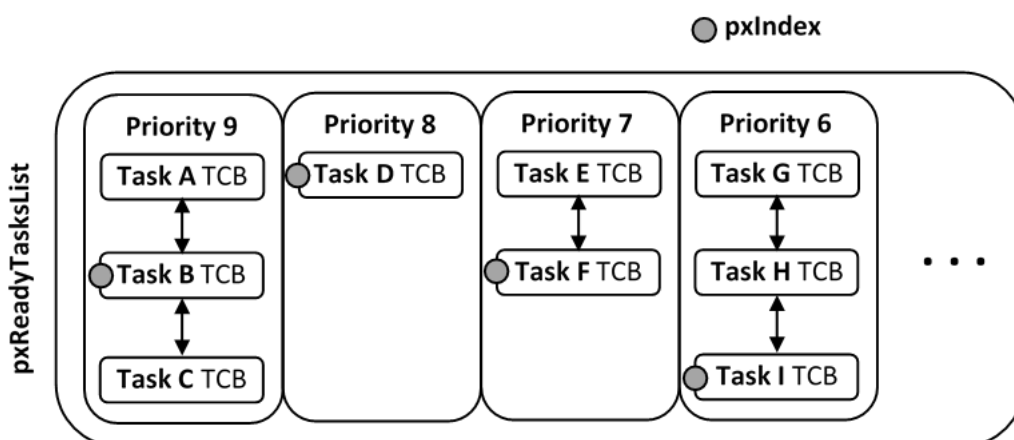 pxIndex
pxReadyTasksList
Priority 9
Task A TCB
Task B TCB
Task C TCB
Priority 8
Task D TCB
Priority 7
Task E TCB
Task F TCB
Priority 6
Task G TCB
Task H TCB
Task I TCB
. . .